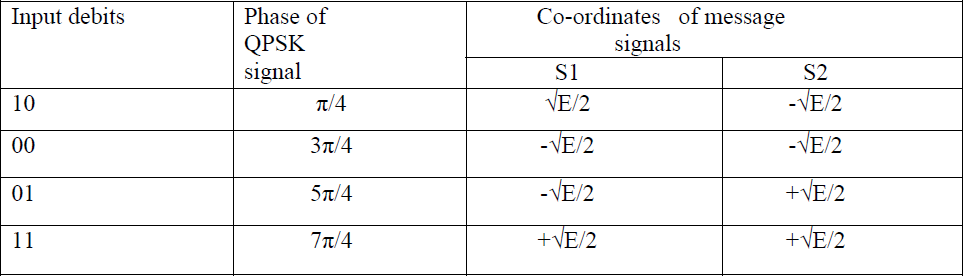 Input debits Phase of QPSK signal Co-ordinates of message signals
S1 S2
10 π/4 √E/2 -√E/2
00 3π/4 -√E/2 -√E/2
01 5π/4 -√E/2 +√E/2
11 7π/4 +√E/2 +√E/2